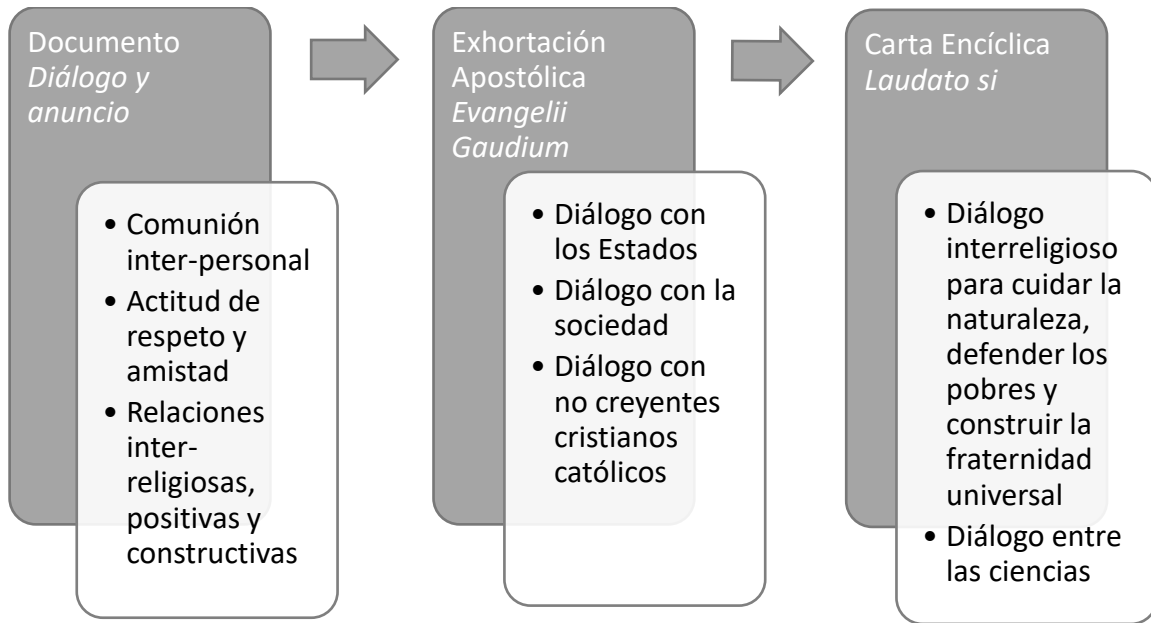 Documento
Diálogo y
anuncio
• Comunión
inter-personal
• Actitud de
respeto y
amistad
• Relaciones
inter-
religiosas,
positivas y
constructivas
Exhortación
Apostólica
Evangelii
Gaudium
• Diálogo con
los Estados
• Diálogo con la
sociedad
• Diálogo con
no creyentes
cristianos
católicos
Carta Encíclica
Laudato si
• Diálogo
interreligioso
para cuidar la
naturaleza,
defender los
pobres y
construir la
fraternidad
universal
• Diálogo entre
las ciencias